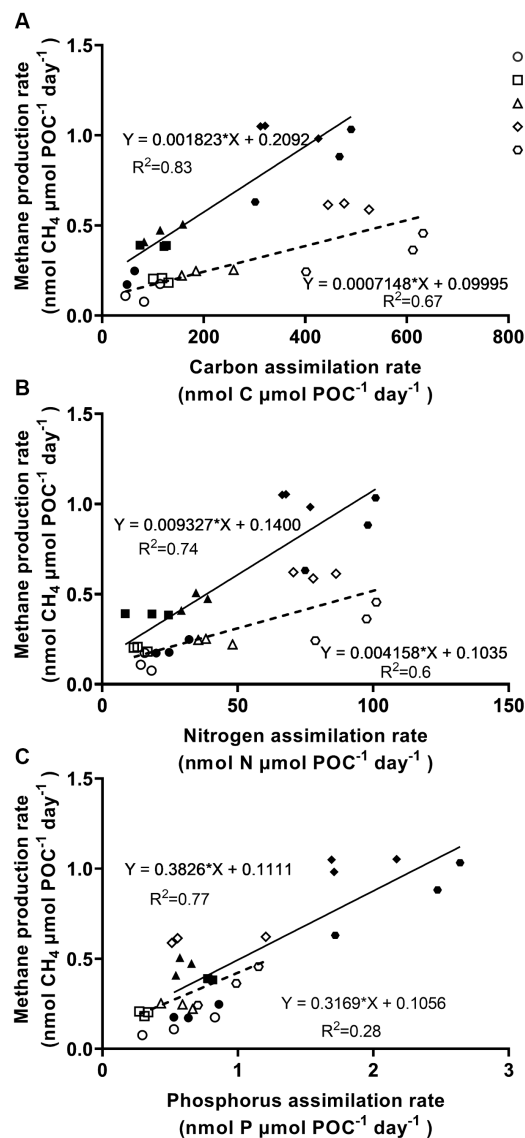 A
Methane production rate
(nmol CH4 µmol POC-1 day-1)
1.5
1.0
0.5
0.0
Y = 0.001823*X + 0.2092
R2=0.83
Y = 0.0007148*X + 0.09995
R2=0.67
0 200 400 600 800
Carbon assimilation rate
(nmol C µmol POC-1 day-1 )
B
Methane production rate
(nmol CH4 µmol POC-1 day-1)
1.5
1.0
0.5
0.0
Y = 0.009327*X + 0.1400
R2=0.74
Y = 0.004158*X + 0.1035
R2=0.6
0 50 100 150
Nitrogen assimilation rate
(nmol N µmol POC-1 day-1 )
C
Methane production rate
(nmol CH4 µmol POC-1 day-1)
1.5
1.0
0.5
0.0
Y = 0.3826*X + 0.1111
R2=0.77
Y = 0.3169*X + 0.1056
R2=0.28
0 1 2 3
Phosphorus assimilation rate
(nmol P µmol POC-1 day-1 )